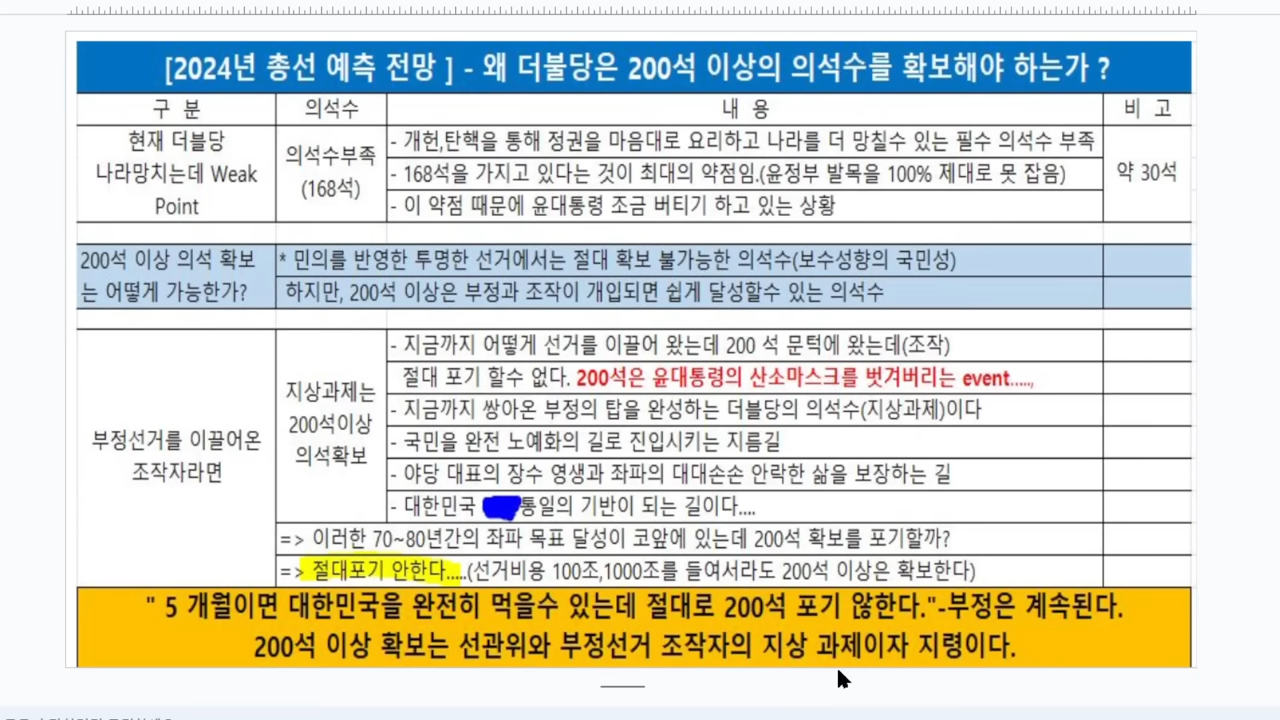 [2024년 총선 예측 전망 ] - 왜 더불당은 200석 이상의 의석수를 확보해야 하는가 ?
구 분 의석수 내 용 비 고
현재 더블당
나라망치는데 Weak
Point
의석수부족
(168석)
- 개헌,탄핵을 통해 정권을 마음대로 요리하고 나라를 더 망칠수 있는 필수 의석수 부족
- 168석을 가지고 있다는 것이 최대의 약점임.(윤정부 발목을 100% 제대로 못 잡음)
- 이 약점 때문에 윤대통령 조금 버티기 하고 있는 상황
약 30석
200석 이상 의석 확보
는 어떻게 가능한가?
* 민의를 반영한 투명한 선거에서는 절대 확보 불가능한 의석수(보수성향의 국민성)
하지만, 200석 이상은 부정과 조작이 개입되면 쉽게 달성할수 있는 의석수
부정선거를 이끌어온
조작자라면
지상과제는
200석이상
의석확보
- 지금까지 어떻게 선거를 이끌어 왔는데 200 석 문턱에 왔는데(조작)
절대 포기 할수 없다. 200석은 윤대통령의 산소마스크를 벗겨버리는 event.....,
- 지금까지 쌓아온 부정의 탑을 완성하는 더블당의 의석수(지상과제)이다
- 국민을 완전 노예화의 길로 진입시키는 지름길
- 야당 대표의 장수 영생과 좌파의 대대손손 안락한 삶을 보장하는 길
- 대한민국 통일의 기반이 되는 길이다....
=> 이러한 70~80년간의 좌파 목표 달성이 코앞에 있는데 200석 확보를 포기할까?
=> 절대포기 안한다.....(선거비용 100조,1000조를 들여서라도 200석 이상은 확보한다)
" 5 개월이면 대한민국을 완전히 먹을수 있는데 절대로 200석 포기 않한다."-부정은 계속된다.
200석 이상 확보는 선관위와 부정선거 조작자의 지상 과제이자 지령이다.